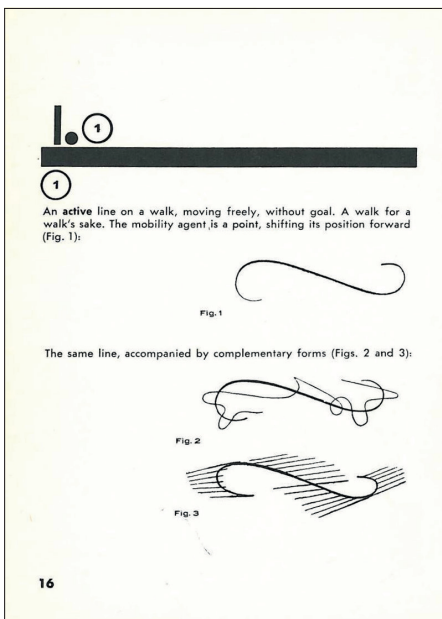 I. 1
1
An active line on a walk, moving freely, without goal. A walk for a
walk's sake. The mobility agent is a point, shifting its position forward
(Fig. 1):
Fig. 1
The same line, accompanied by complementary forms (Figs. 2 and 3):
Fig. 2
Fig. 3
16